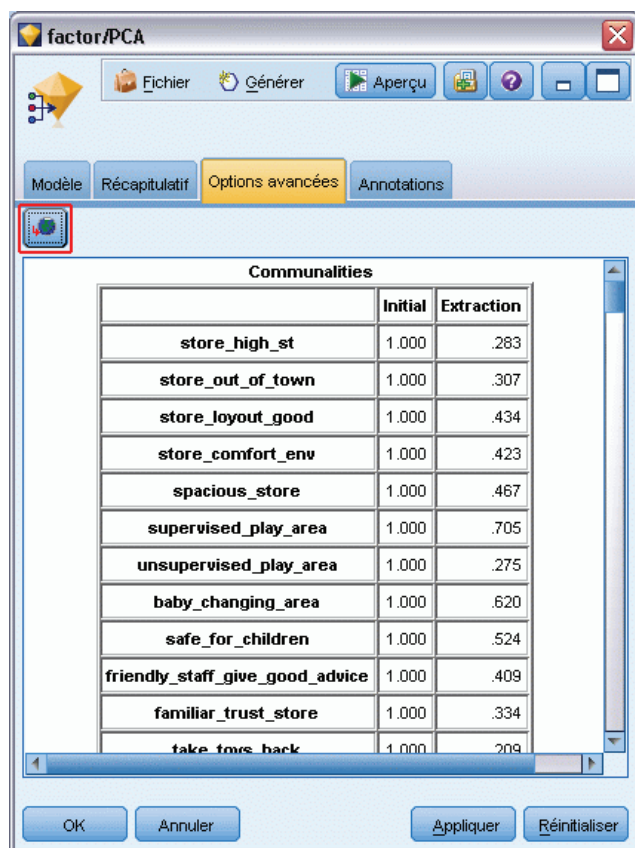 factor/PCA
Fichier Générer Aperçu
Modèle Récapitulatif Options avancées Annotations
Communalities
Initial Extraction
store_high_st 1.000 .283
store_out_of_town 1.000 .307
store_loyout_good 1.000 .434
store_comfort_env 1.000 .423
spacious_store 1.000 .467
supervised_play_area 1.000 .705
unsupervised_play_area 1.000 .275
baby_changing_area 1.000 .620
safe_for_children 1.000 .524
friendly_staff_give_good_advice 1.000 .409
familiar_trust_store 1.000 .334
take_toys_back 1.000 .209
OK Annuler Appliquer Réinitialiser